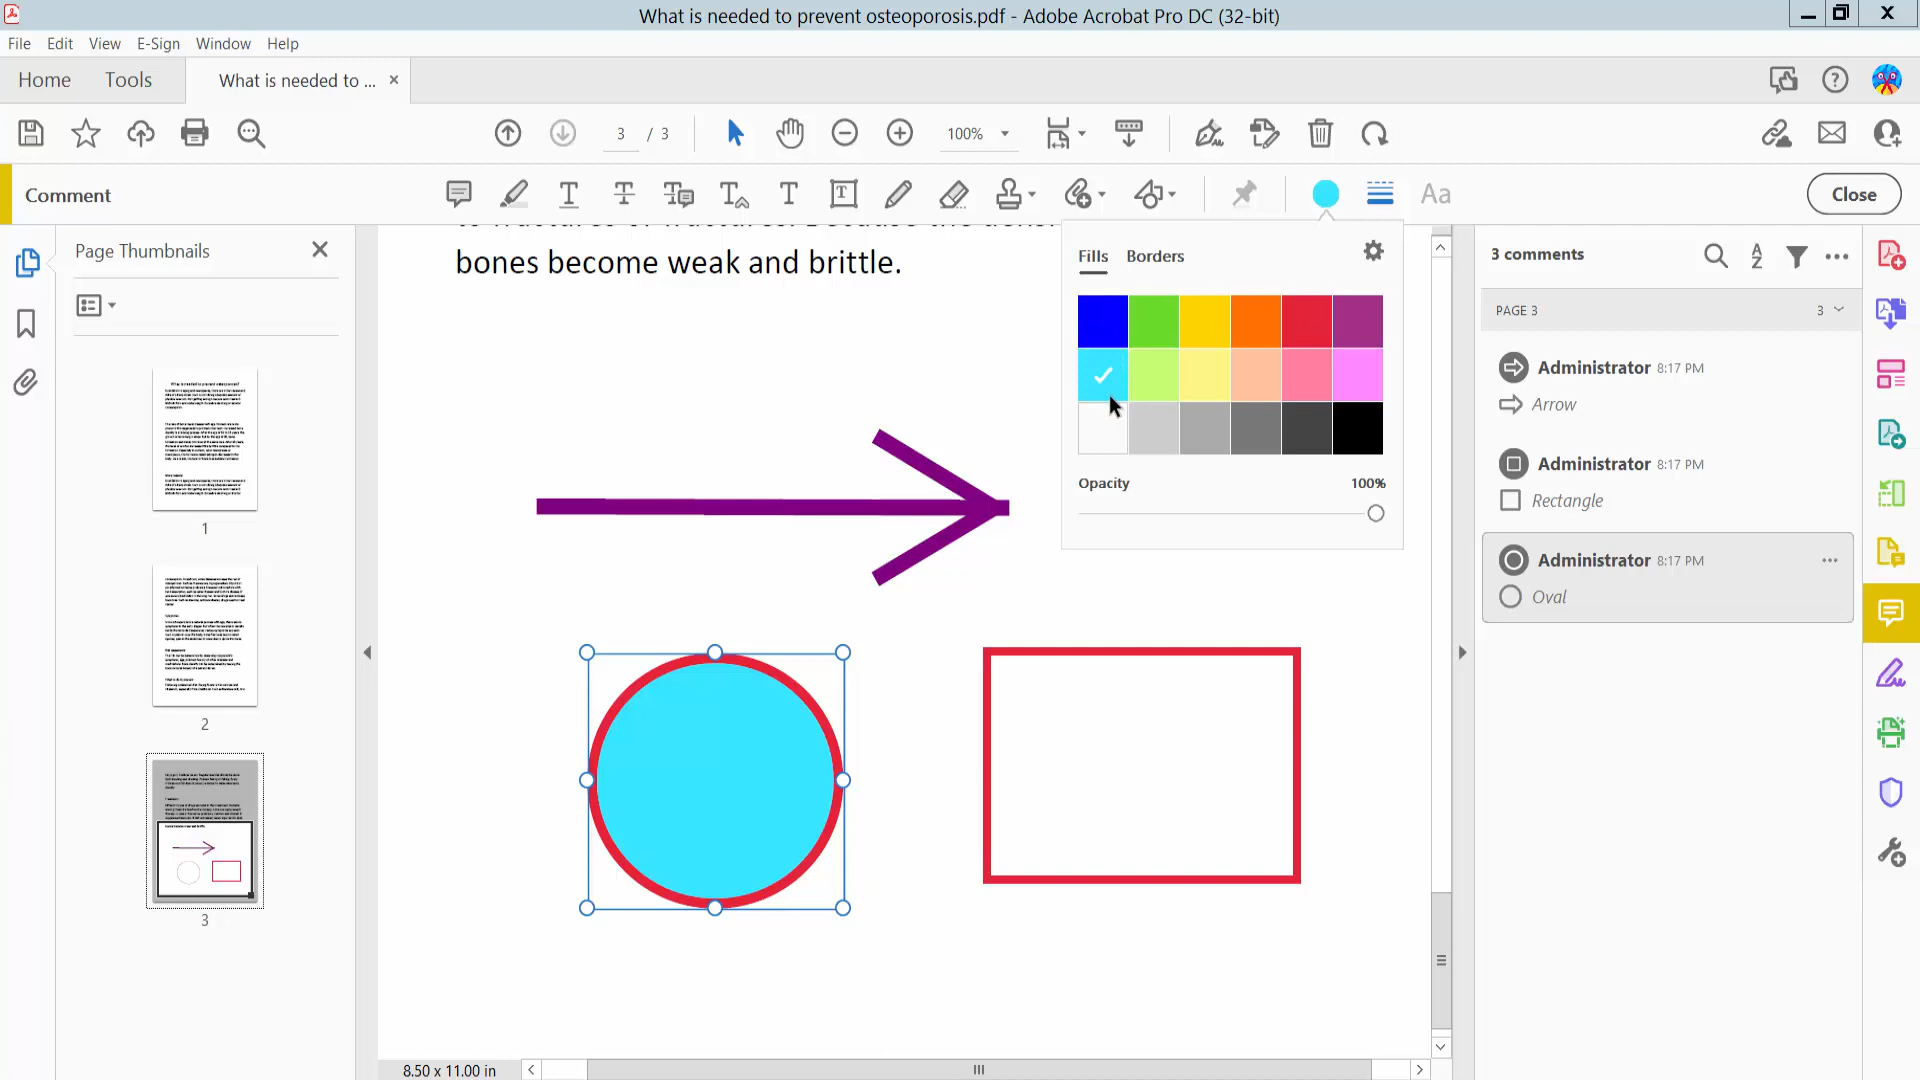 What is needed to prevent osteoporosis.pdf - Adobe Acrobat Pro DC (32-bit)
File Edit View E-Sign Window Help
Home Tools What is needed to ... ×
3 / 3 100%
Comment Aa Close
Page Thumbnails
bones become weak and brittle.
Fills Borders
Opacity 100%
1
2
3
3 comments
PAGE 3 3
Administrator 8:17 PM
Arrow
Administrator 8:17 PM
Rectangle
Administrator 8:17 PM
Oval
8.50 x 11.00 in